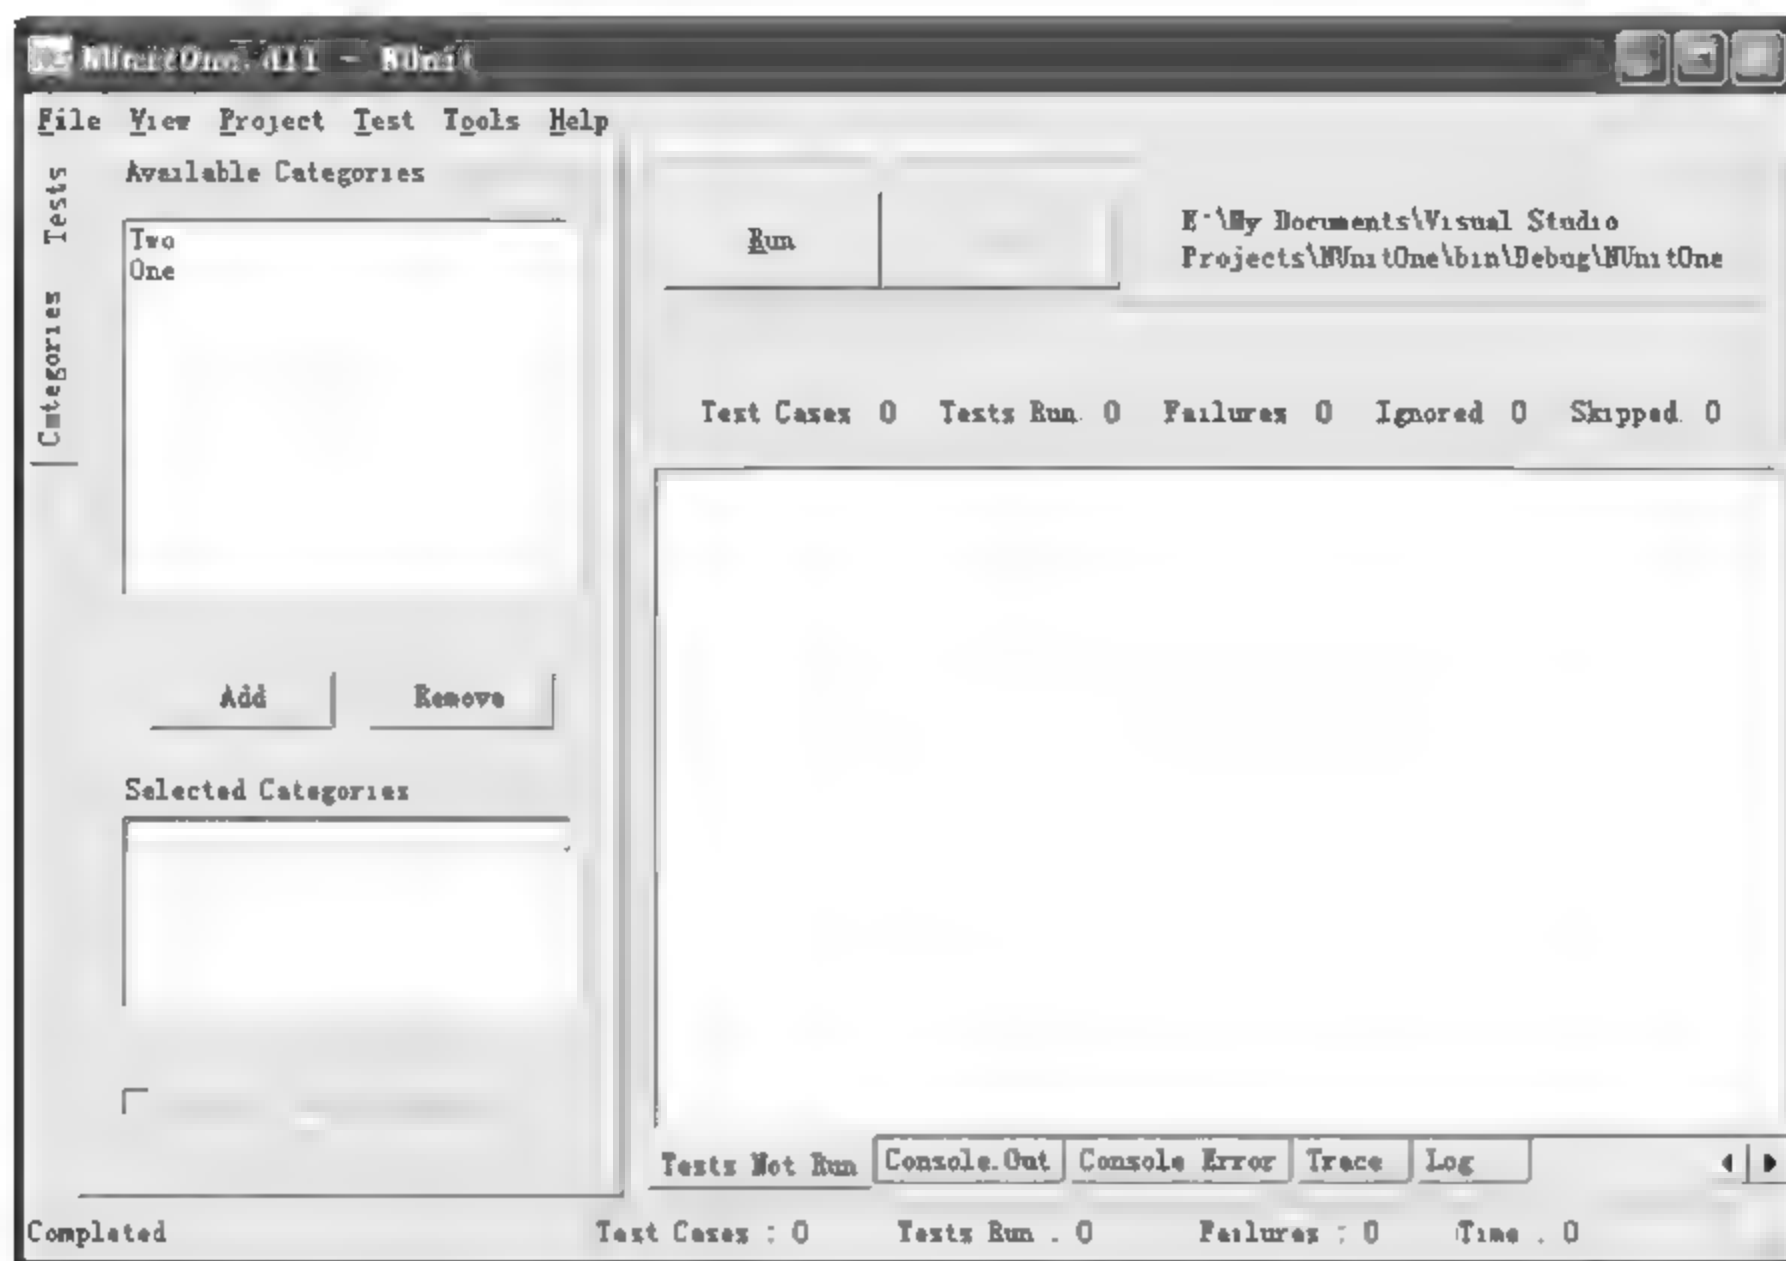 NUnitOne.dll - NUnit
File View Project Test Tools Help
Tests
Categories
Available Categories
Two
One
Add
Remove
Selected Categories
Run
E:\My Documents\Visual Studio
Projects\NUnitOne\bin\Debug\NUnitOne
Test Cases 0 Tests Run 0 Failures 0 Ignored 0 Skipped 0
Tests Not Run Console.Out Console Error Trace Log
Completed Test Cases : 0 Tests Run : 0 Failures : 0 Time : 0